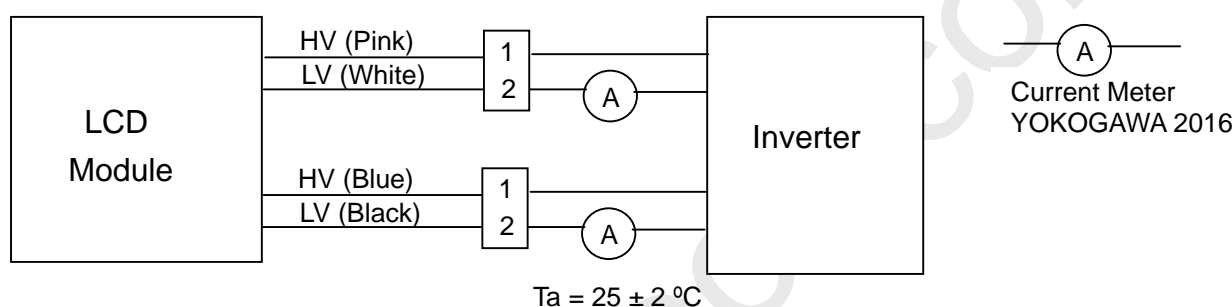 LCD
Module
HV (Pink)
LV (White)
1
2
A
HV (Blue)
LV (Black)
1
2
A
Inverter
A
Current Meter
YOKOGAWA 2016
Ta = 25 ± 2 ºC